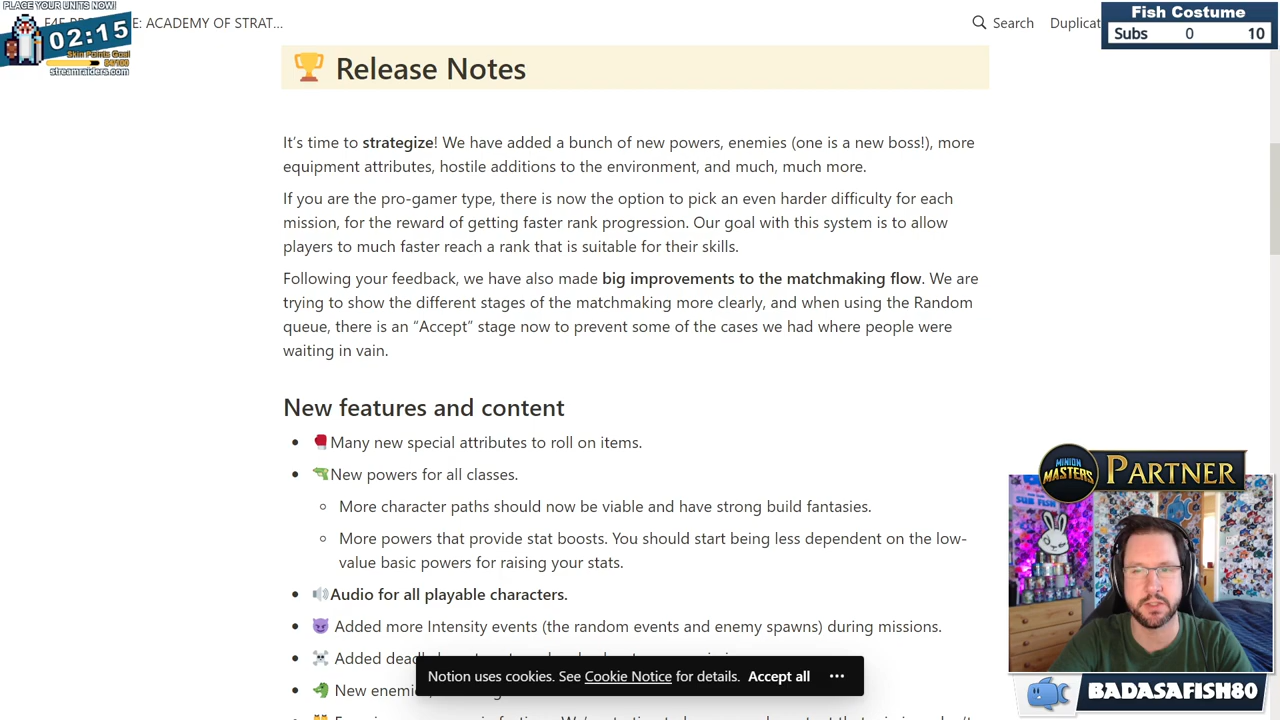 PLACE YOUR UNITS NOW!
02:15
Skin Points Goal
streamraiders.com
: ACADEMY OF STRAT...
Search
Duplicat
Fish Costume
Subs 0 10
🏆 Release Notes
It's time to strategize! We have added a bunch of new powers, enemies (one is a new boss!), more
equipment attributes, hostile additions to the environment, and much, much more.
If you are the pro-gamer type, there is now the option to pick an even harder difficulty for each
mission, for the reward of getting faster rank progression. Our goal with this system is to allow
players to much faster reach a rank that is suitable for their skills.
Following your feedback, we have also made big improvements to the matchmaking flow. We are
trying to show the different stages of the matchmaking more clearly, and when using the Random
queue, there is an “Accept” stage now to prevent some of the cases we had where people were
waiting in vain.
New features and content
• 🥊Many new special attributes to roll on items.
• 🔫New powers for all classes.
◦ More character paths should now be viable and have strong build fantasies.
◦ More powers that provide stat boosts. You should start being less dependent on the low-
value basic powers for raising your stats.
• 🔊Audio for all playable characters.
• 😈 Added more Intensity events (the random events and enemy spawns) during missions.
• ☠️ Added
• New
Notion uses cookies. See Cookie Notice for details. Accept all •••
MINION
MASTERS
PARTNER
SUB FISH
BADASAFISH80